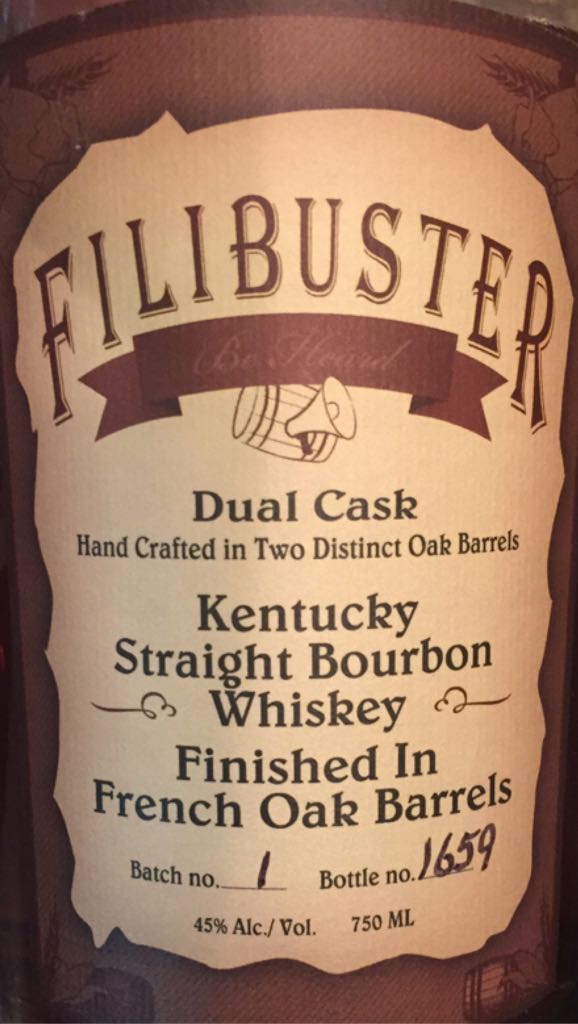 FILIBUSTER
Be Heard
Dual Cask
Hand Crafted in Two Distinct Oak Barrels
Kentucky
Straight Bourbon
Whiskey
Finished In
French Oak Barrels
Batch no. 1 Bottle no. 1659
45% Alc./ Vol. 750 ML